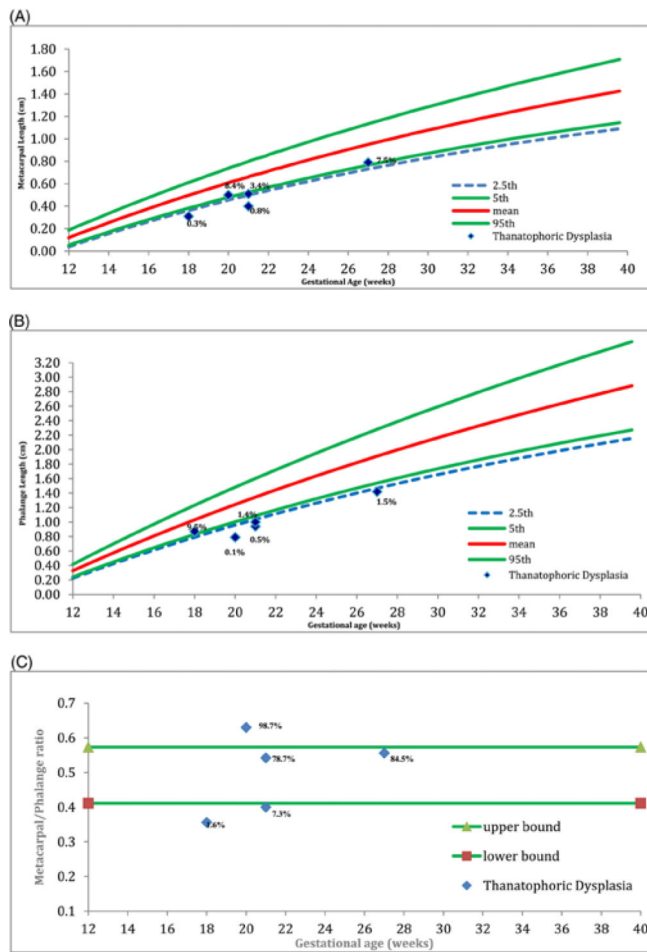 (A)
1.80
1.60
1.40
1.20
1.00
0.80
0.60
0.40
0.20
0.00
Metacarpal Length (cm)
8.4%
3.4%
7.5%
0.3%
0.8%
2.5th
5th
mean
95th
Thanatophoric Dysplasia
12 14 16 18 20 22 24 26 28 30 32 34 36 38 40
Gestational Age (weeks)
(B)
3.20
3.00
2.80
2.60
2.40
2.20
2.00
1.80
1.60
1.40
1.20
1.00
0.80
0.60
0.40
0.20
0.00
Phalange Length (cm)
1.4%
1.5%
0.5%
0.1%
2.5th
5th
mean
95th
Thanatophoric Dysplasia
12 14 16 18 20 22 24 26 28 30 32 34 36 38 40
Gestational age (weeks)
(C)
0.7
0.6
0.5
0.4
0.3
0.2
0.1
Metacarpal/Phalange ratio
98.7%
78.7%
84.5%
7.3%
upper bound
lower bound
Thanatophoric Dysplasia
12 14 16 18 20 22 24 26 28 30 32 34 36 38 40
Gestational age (weeks)